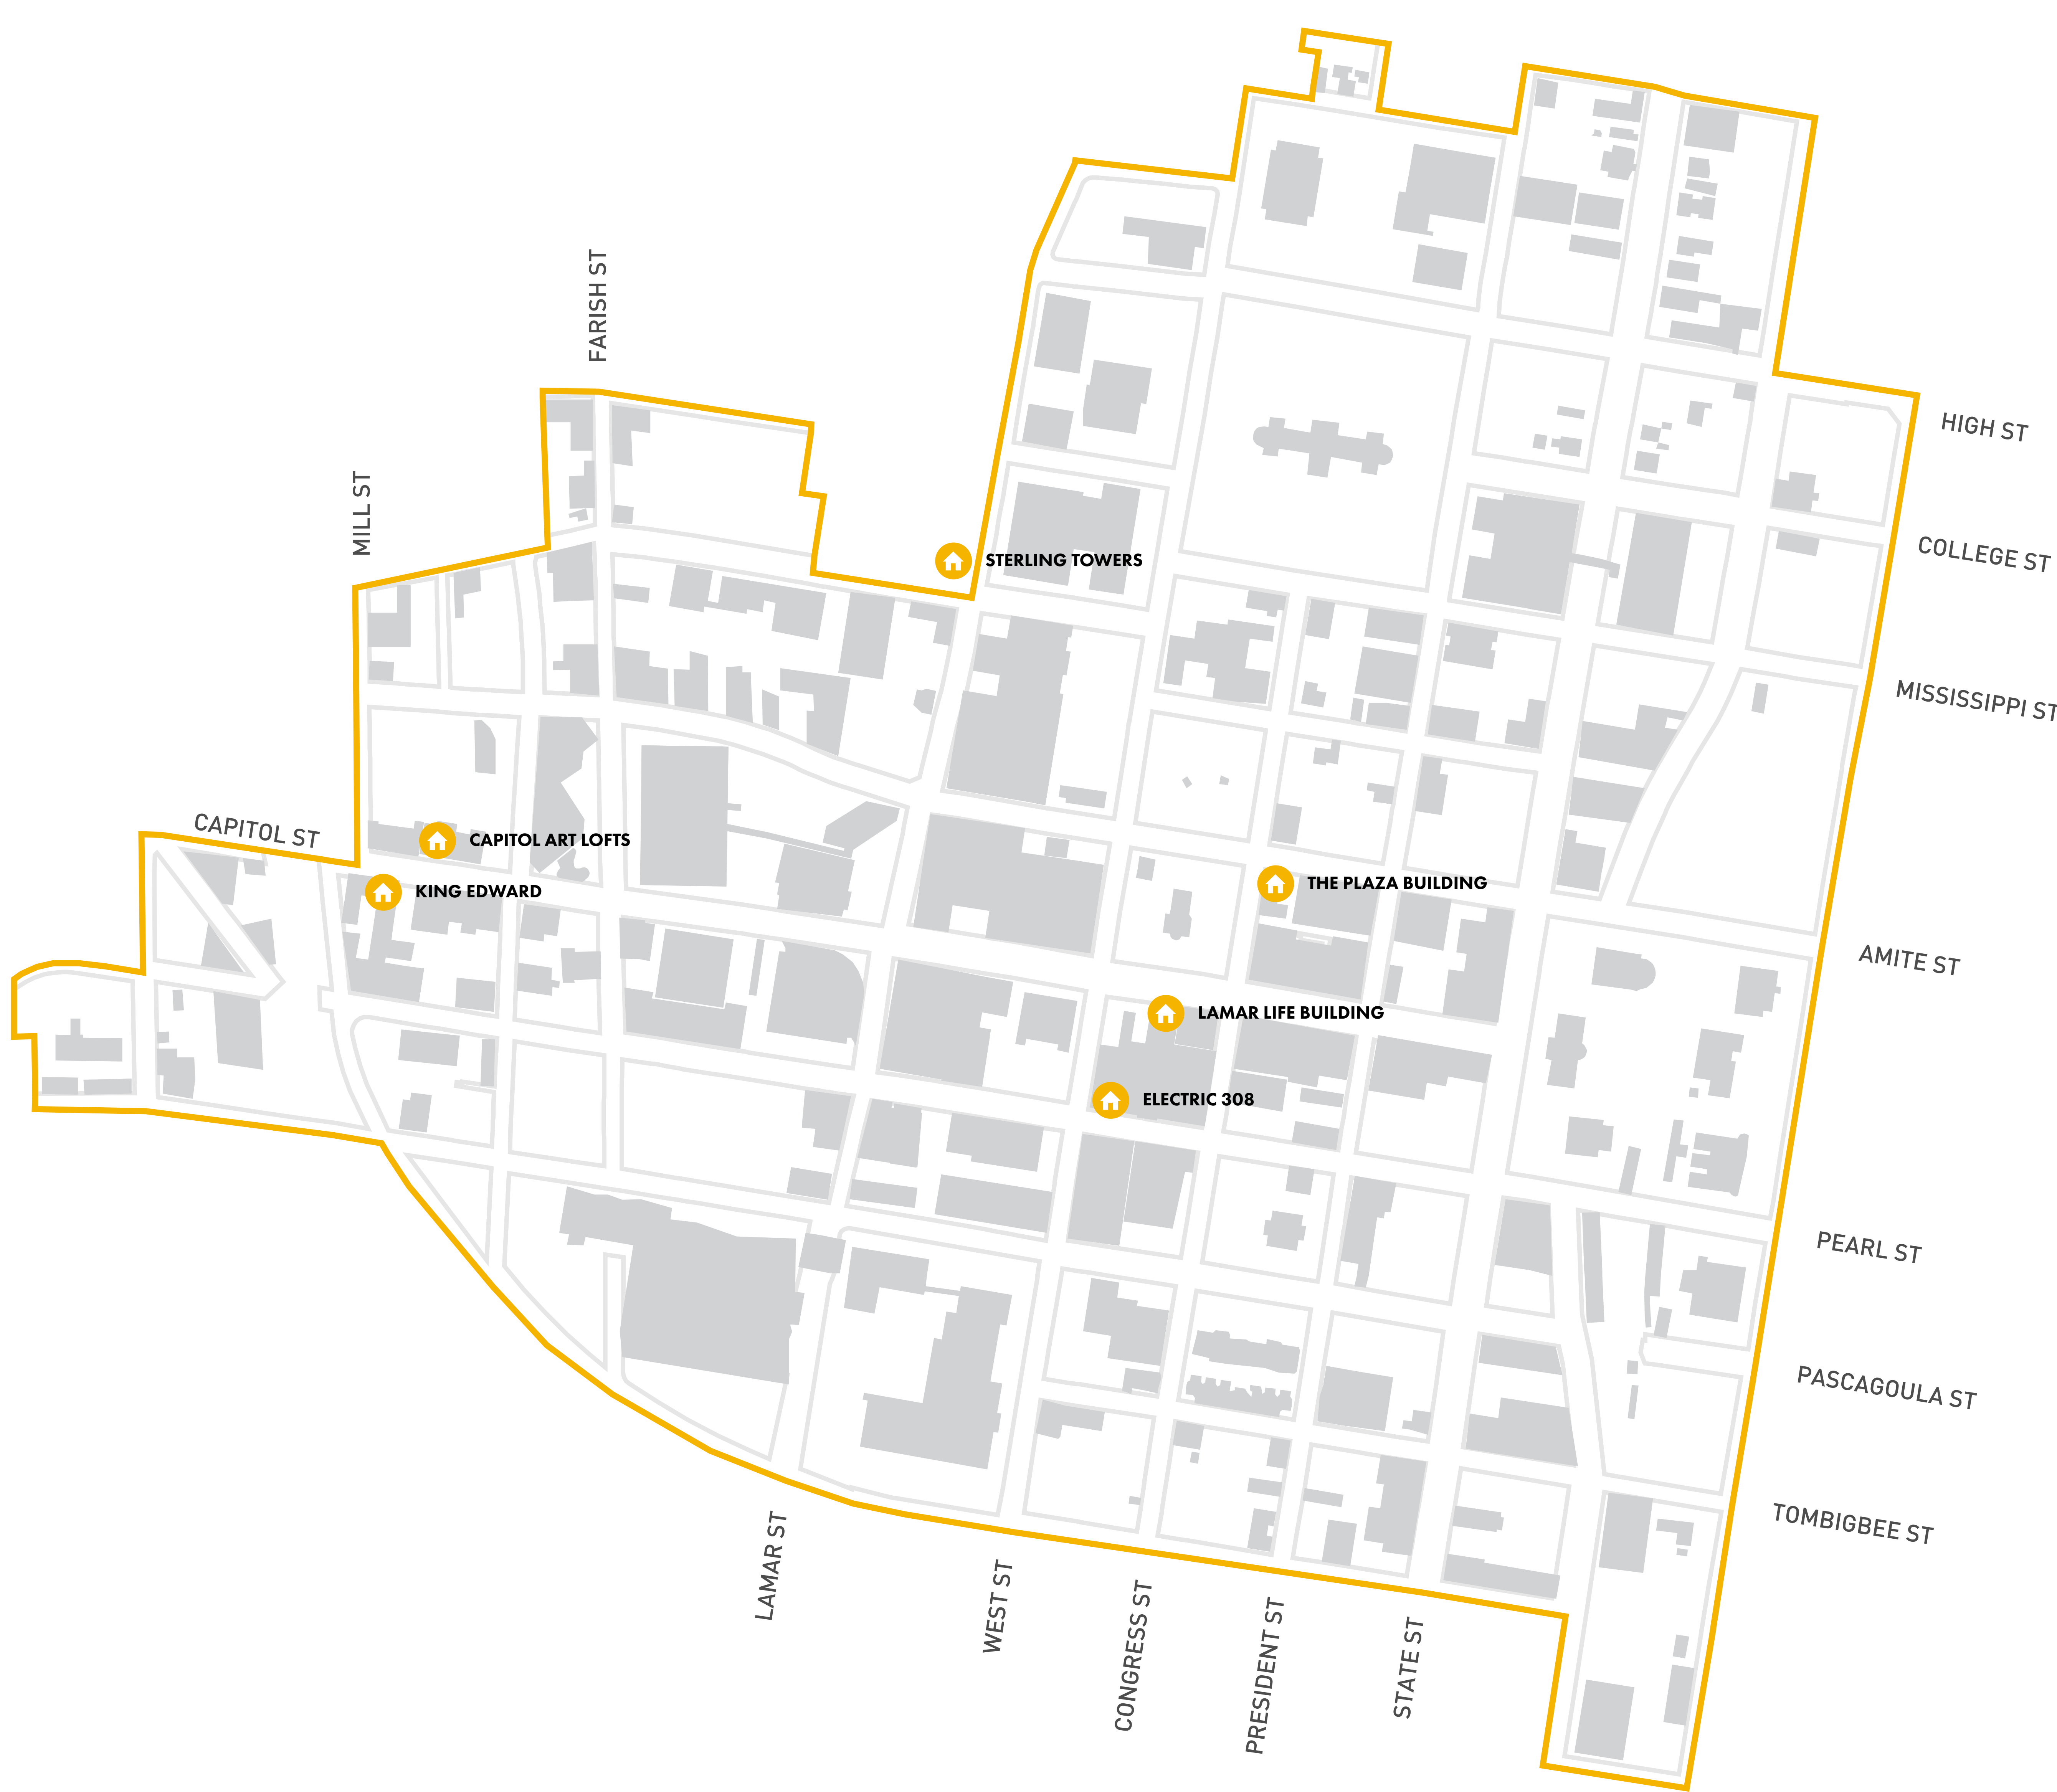 FARISH ST
HIGH ST
MILL ST
COLLEGE ST
STERLING TOWERS
MISSISSIPPI ST
CAPITOL ST
CAPITOL ART LOFTS
KING EDWARD
THE PLAZA BUILDING
AMITE ST
LAMAR LIFE BUILDING
ELECTRIC 308
PEARL ST
PASCAGOULA ST
TOMBIGBEE ST
LAMAR ST
WEST ST
CONGRESS ST
PRESIDENT ST
STATE ST